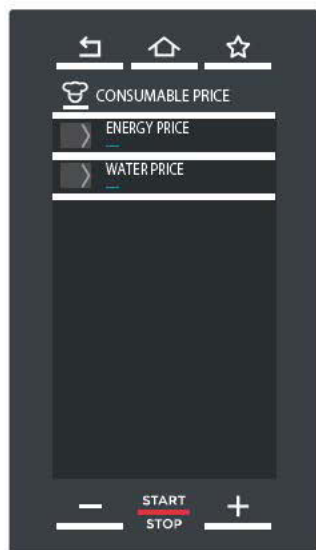 CONSUMABLE PRICE
ENERGY PRICE
WATER PRICE
START
STOP